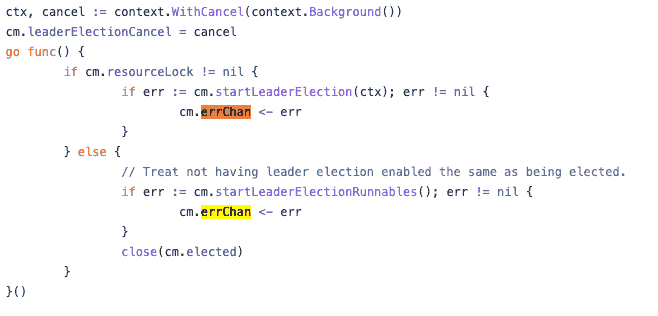 ctx, cancel := context.WithCancel(context.Background())
cm.leaderElectionCancel = cancel
go func() {
        if cm.resourceLock != nil {
                if err := cm.startLeaderElection(ctx); err != nil {
                        cm.errChan <- err
                }
        } else {
                // Treat not having leader election enabled the same as being elected.
                if err := cm.startLeaderElectionRunnables(); err != nil {
                        cm.errChan <- err
                }
                close(cm.elected)
        }
}()